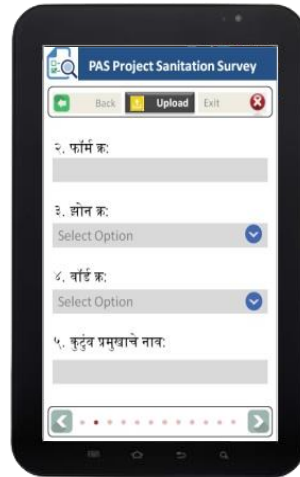 PAS Project Sanitation Survey
Back Upload Exit
२. फॉर्म क्र:
३. झोन क्र:
Select Option
४. वॉर्ड क्र:
Select Option
५. कुटुंब प्रमुखाचे नाव: